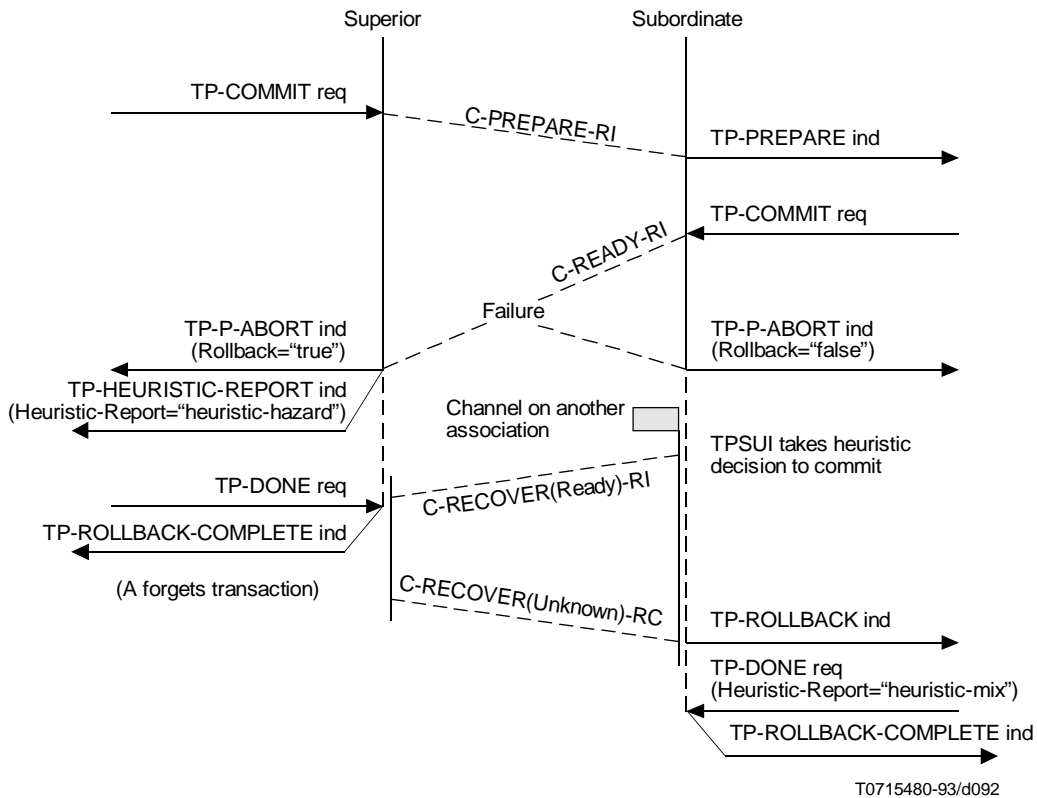 Superior
Subordinate
TP-COMMIT req
C-PREPARE-RI
TP-PREPARE ind
TP-COMMIT req
C-READY-RI
Failure
TP-P-ABORT ind
(Rollback=“true”)
TP-P-ABORT ind
(Rollback=“false”)
TP-HEURISTIC-REPORT ind
(Heuristic-Report=“heuristic-hazard”)
Channel on another
association
TPSUI takes heuristic
decision to commit
TP-DONE req
C-RECOVER(Ready)-RI
TP-ROLLBACK-COMPLETE ind
(A forgets transaction)
C-RECOVER(Unknown)-RC
TP-ROLLBACK ind
TP-DONE req
(Heuristic-Report=“heuristic-mix”)
TP-ROLLBACK-COMPLETE ind
T0715480-93/d092